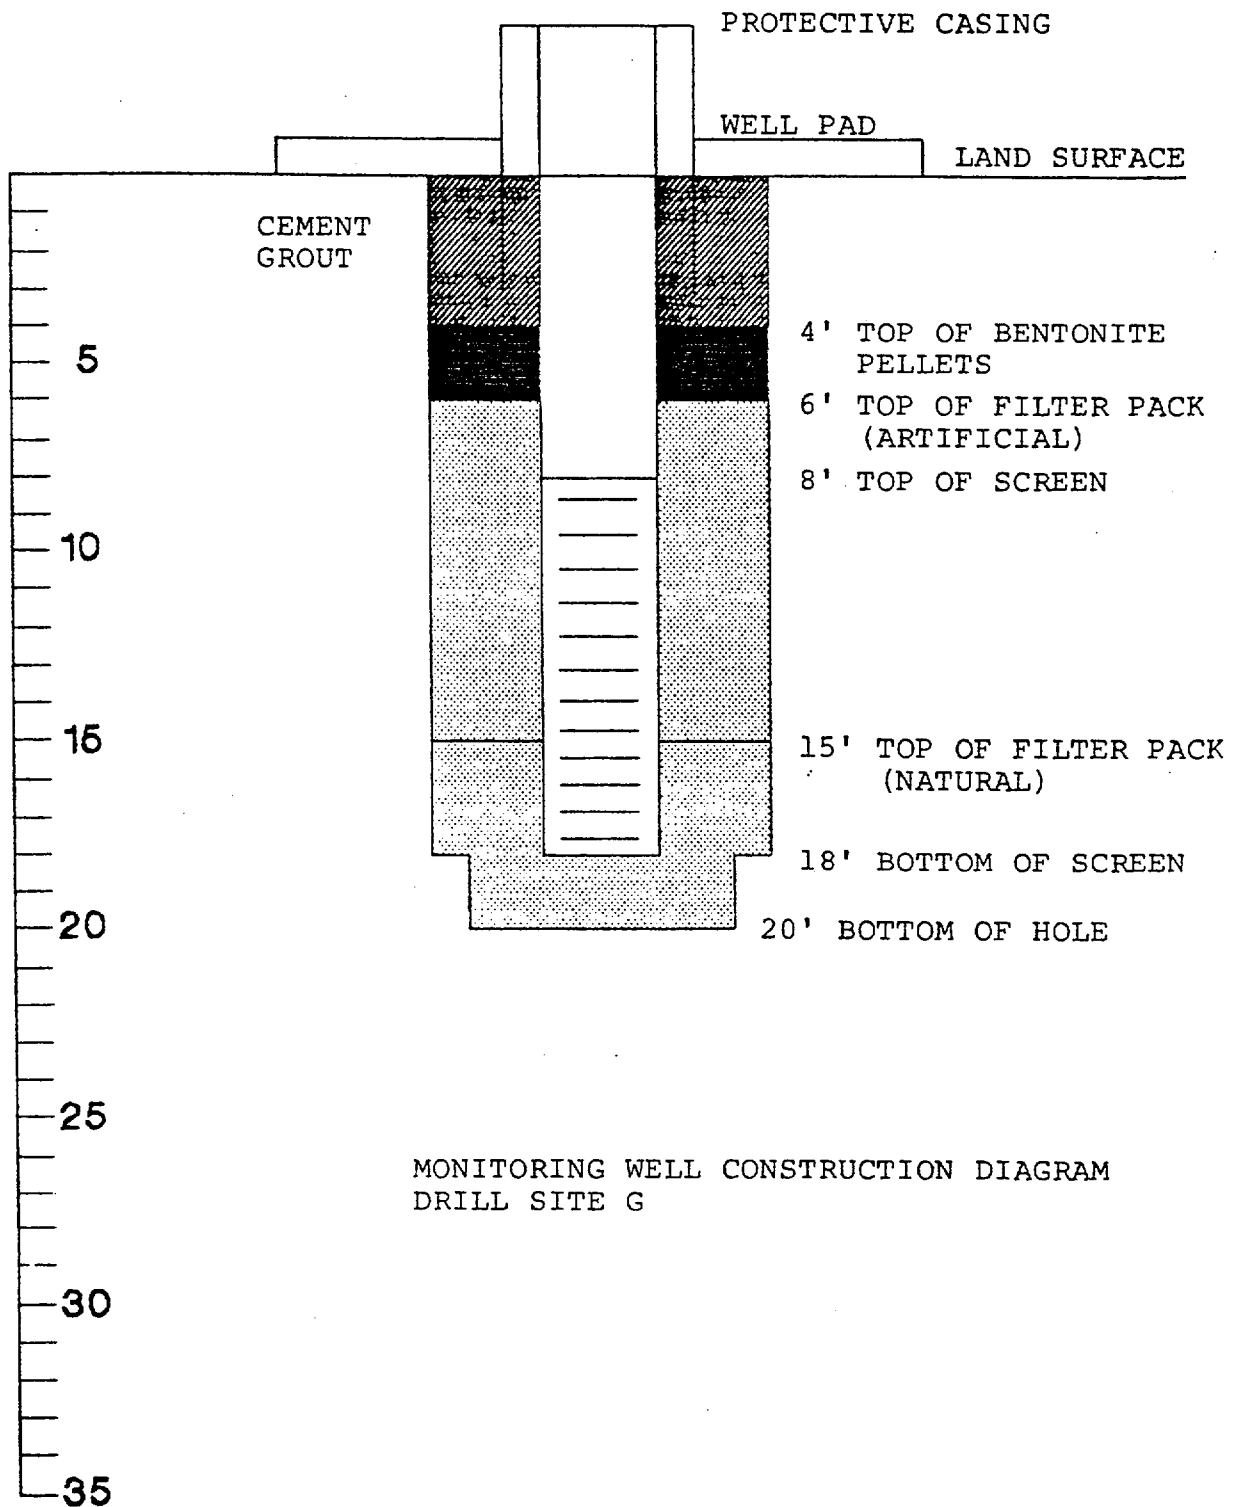 PROTECTIVE CASING
WELL PAD
LAND SURFACE
CEMENT
GROUT
4' TOP OF BENTONITE
PELLETS
6' TOP OF FILTER PACK
(ARTIFICIAL)
8' TOP OF SCREEN
15' TOP OF FILTER PACK
(NATURAL)
18' BOTTOM OF SCREEN
20' BOTTOM OF HOLE
5
10
15
20
25
30
35
MONITORING WELL CONSTRUCTION DIAGRAM
DRILL SITE G